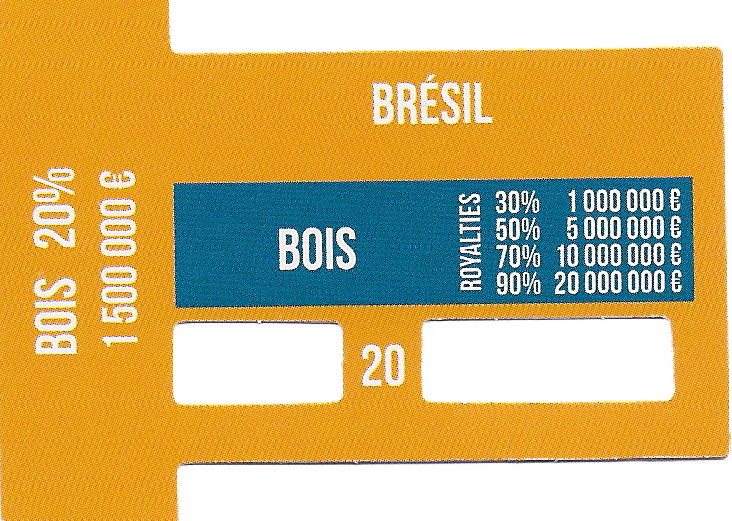 BRÉSIL
BOIS 20%
1 500 000 €
BOIS
ROYALTIES
30% 1 000 000 €
50% 5 000 000 €
70% 10 000 000 €
90% 20 000 000 €
20